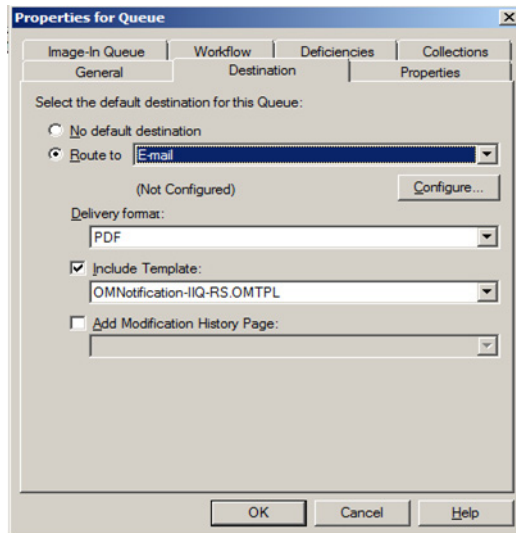 Properties for Queue
Image-In Queue Workflow Deficiencies Collections
General Destination Properties
Select the default destination for this Queue:
No default destination
Route to E-mail
(Not Configured) Configure...
Delivery format:
PDF
Include Template:
OMNotification-IIQ-RS.OMTPL
Add Modification History Page:
OK Cancel Help